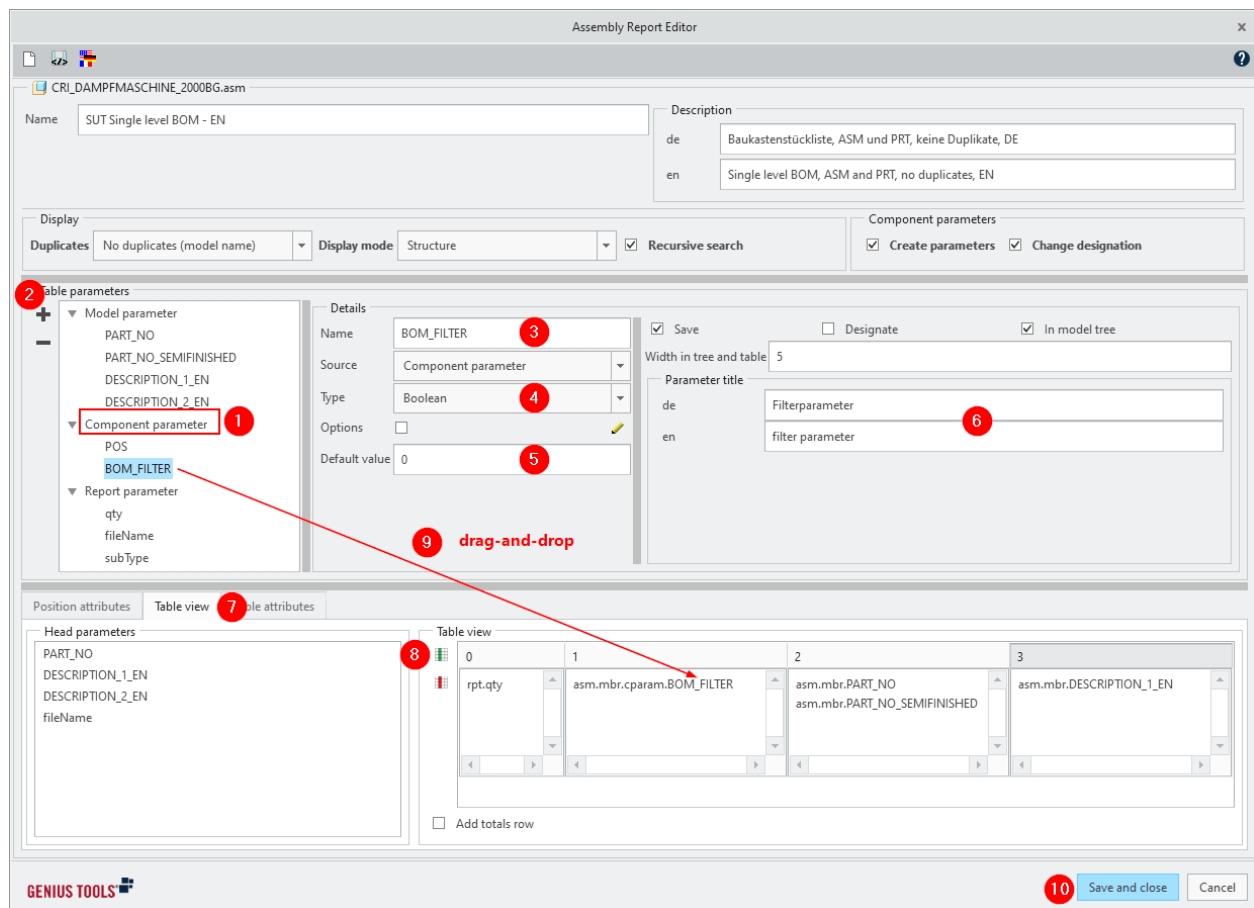 Assembly Report Editor
CRI_DAMPFMASCHINE_2000BG.asm
Name SUT Single level BOM - EN
Description
de Baukastenstückliste, ASM und PRT, keine Duplikate, DE
en Single level BOM, ASM and PRT, no duplicates, EN
Display
Duplicates No duplicates (model name) Display mode Structure Recursive search
Component parameters
Create parameters Change designation
2 Table parameters
Model parameter
PART_NO
PART_NO_SEMIFINISHED
DESCRIPTION_1_EN
DESCRIPTION_2_EN
Component parameter 1
POS
BOM_FILTER
Report parameter
qty
fileName
subType
Details
Name BOM_FILTER 3
Source Component parameter
Type Boolean 4
Options
Default value 0 5
9 drag-and-drop
Save Designate In model tree
Width in tree and table 5
Parameter title
de Filterparameter
6
en filter parameter
Position attributes Table view 7 attributes
Head parameters
PART_NO
DESCRIPTION_1_EN
DESCRIPTION_2_EN
fileName
Table view
8 0 1 2 3
rpt.qty asm.mbr.cparam.BOM_FILTER asm.mbr.PART_NO asm.mbr.DESCRIPTION_1_EN
asm.mbr.PART_NO_SEMIFINISHED
Add totals row
GENIUS TOOLS
10 Save and close Cancel